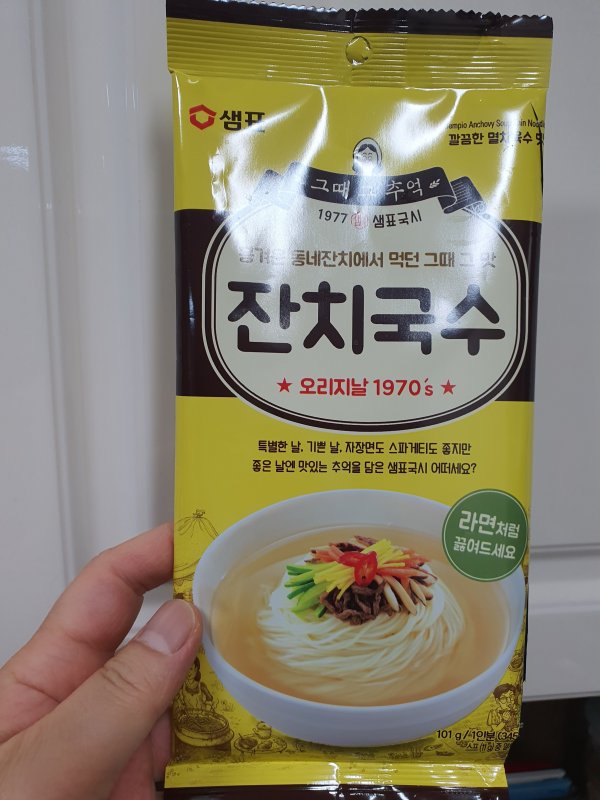 샘표
Sempio Anchovy
깔끔한 멸치육수 맛
그때 추억
1977 샘표국시
동네잔치에서 먹던 그때 그 맛
잔치국수
★ 오리지날 1970's ★
특별한 날, 기쁜 날, 자장면도 스파게티도 좋지만
좋은 날엔 맛있는 추억을 담은 샘표국시 어떠세요?
라면처럼
끓여드세요
101 g / 1인분 (345